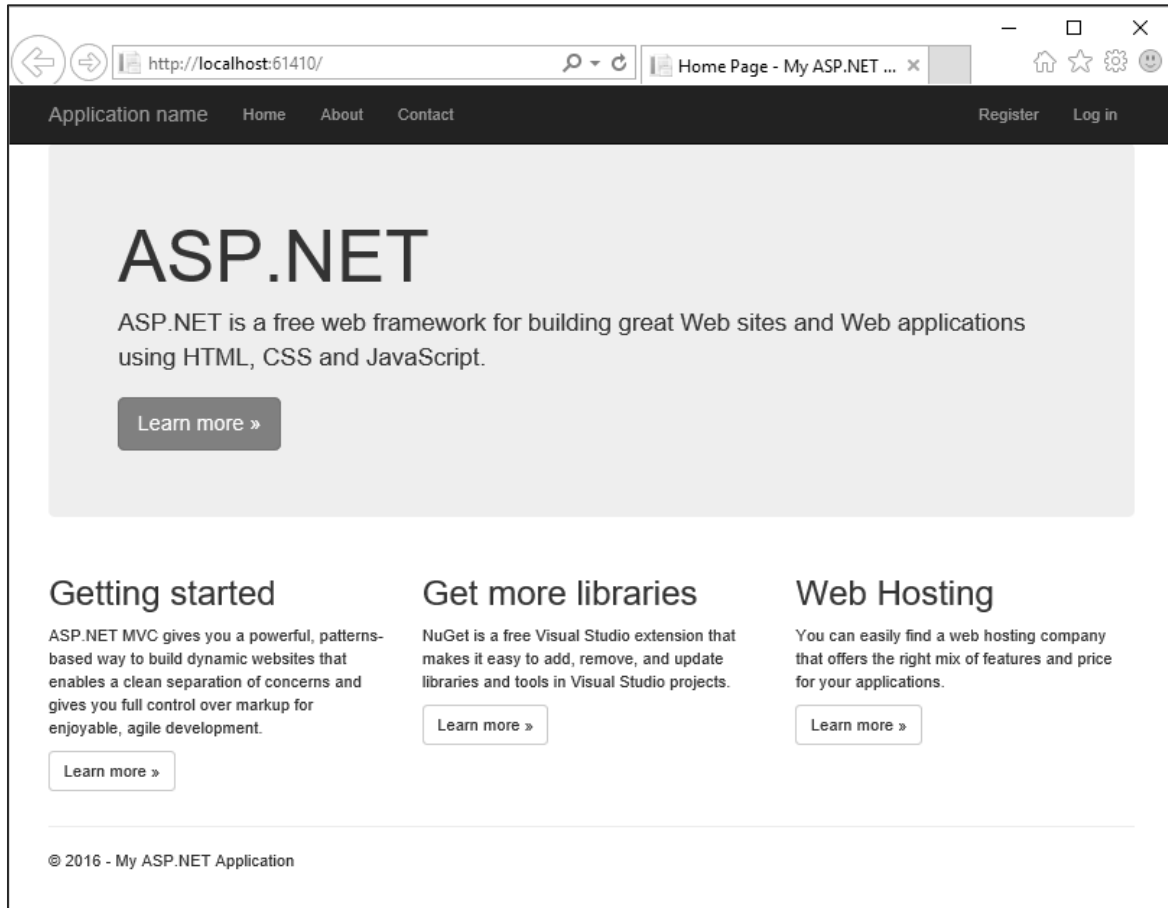 http://localhost:61410/
Home Page - My ASP.NET ...
Application name Home About Contact Register Log in
ASP.NET
ASP.NET is a free web framework for building great Web sites and Web applications
using HTML, CSS and JavaScript.
Learn more »
Getting started
ASP.NET MVC gives you a powerful, patterns-
based way to build dynamic websites that
enables a clean separation of concerns and
gives you full control over markup for
enjoyable, agile development.
Learn more »
Get more libraries
NuGet is a free Visual Studio extension that
makes it easy to add, remove, and update
libraries and tools in Visual Studio projects.
Learn more »
Web Hosting
You can easily find a web hosting company
that offers the right mix of features and price
for your applications.
Learn more »
© 2016 - My ASP.NET Application